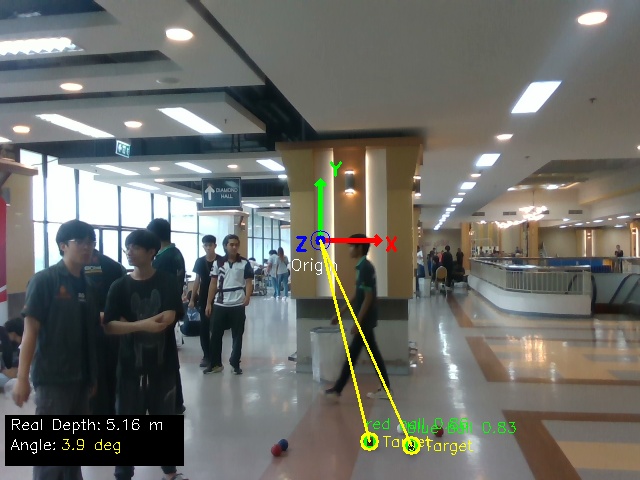 DIAMOND
HALL
Y
Z
X
Origin
red ball 0.86
blue ball 0.83
Target
Target
Real Depth: 5.16 m
Angle: 3.9 deg